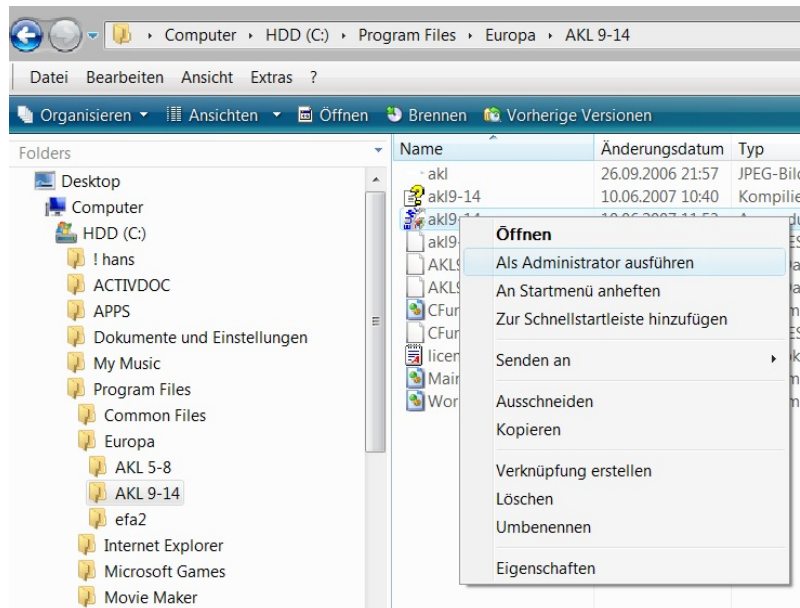 Computer HDD (C:) Program Files Europa AKL 9-14
Datei Bearbeiten Ansicht Extras ?
Organisieren Ansichten Öffnen Brennen Vorherige Versionen
Folders
Desktop
Computer
HDD (C:)
! hans
ACTIVDOC
APPS
Dokumente und Einstellungen
My Music
Program Files
Common Files
Europa
AKL 5-8
AKL 9-14
efa2
Internet Explorer
Microsoft Games
Movie Maker
Name Änderungsdatum Typ
akl 26.09.2006 21:57 JPEG-Bild
akl9-14 10.06.2007 10:40
akl9-14
Öffnen
Als Administrator ausführen
An Startmenü anheften
Zur Schnellstartleiste hinzufügen
Senden an
Ausschneiden
Kopieren
Verknüpfung erstellen
Löschen
Umbenennen
Eigenschaften